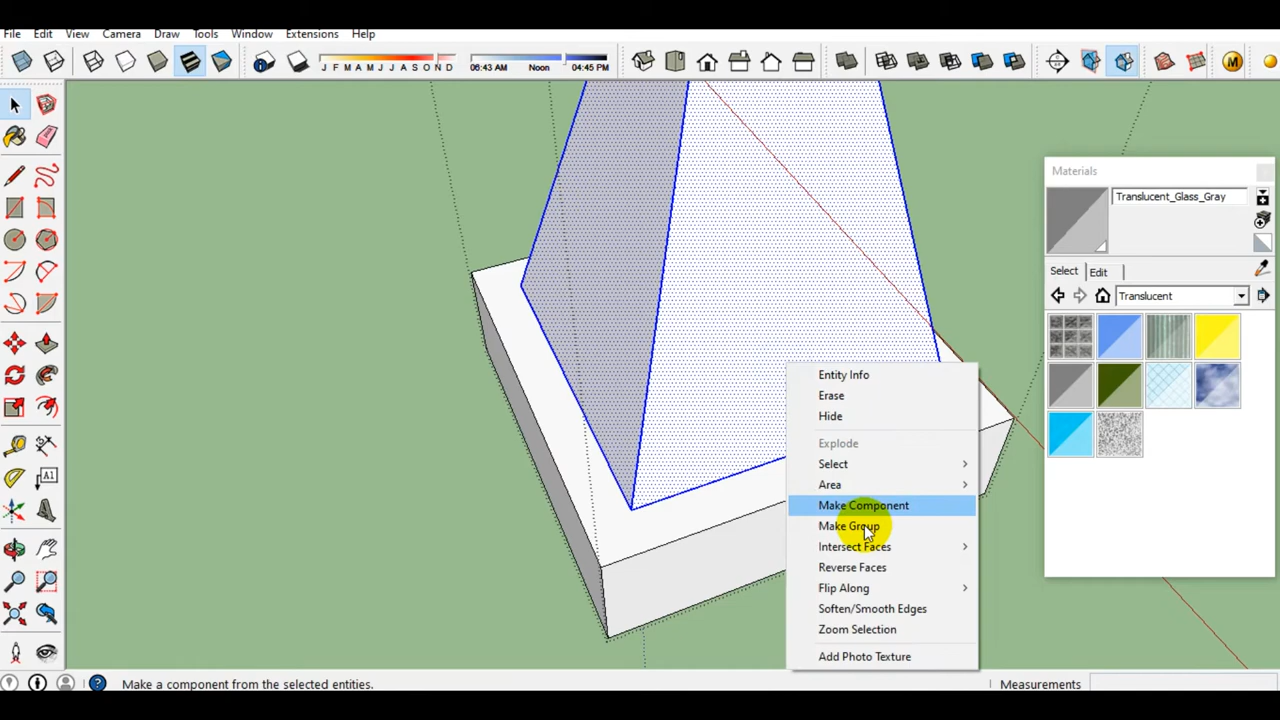 File Edit View Camera Draw Tools Window Extensions Help
J F M A M J J A S O N D
06:43 AM Noon 04:45 PM
M
Materials
Translucent_Glass_Gray
Select Edit
Translucent
A1
Entity Info
Erase
Hide
Explode
Select
Area
Make Component
Make Group
Intersect Faces
Reverse Faces
Flip Along
Soften/Smooth Edges
Zoom Selection
Add Photo Texture
Make a component from the selected entities.
Measurements